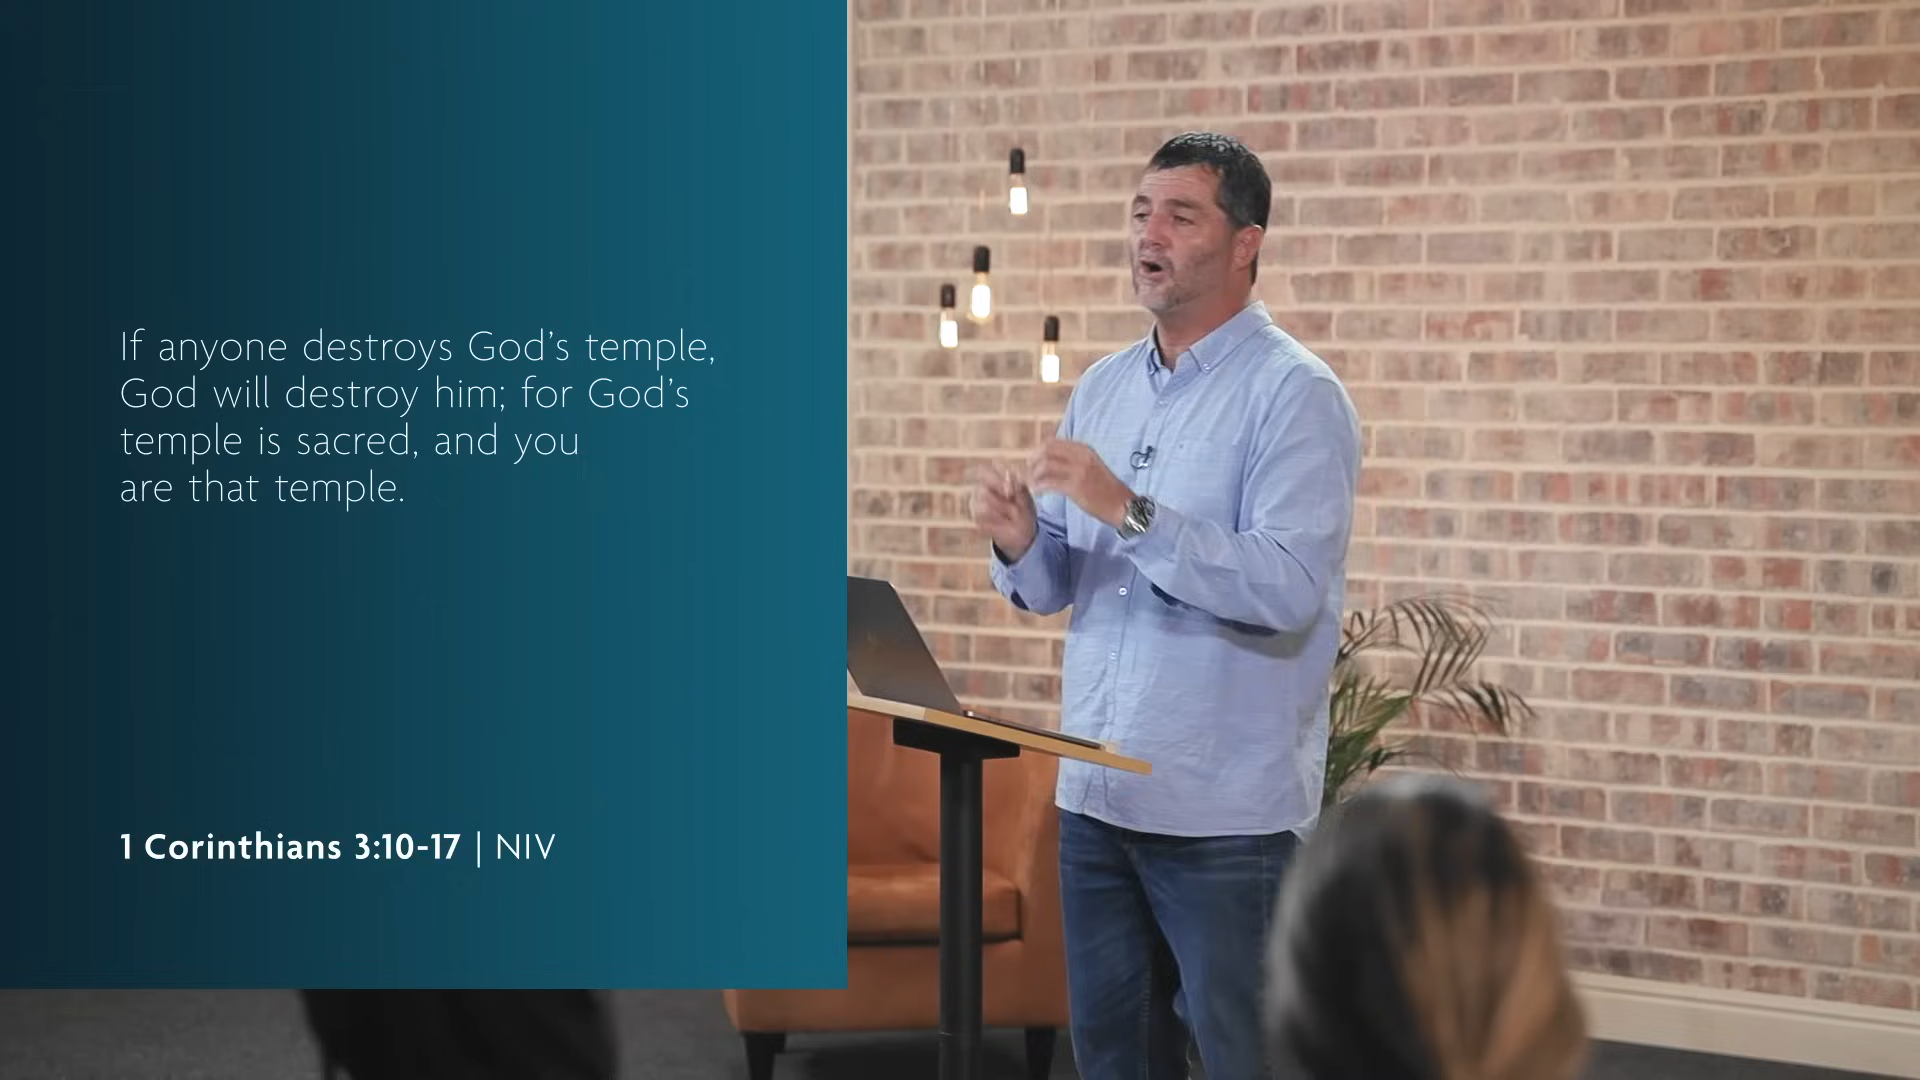 If anyone destroys God’s temple,
God will destroy him; for God’s
temple is sacred, and you
are that temple.
1 Corinthians 3:10-17 | NIV